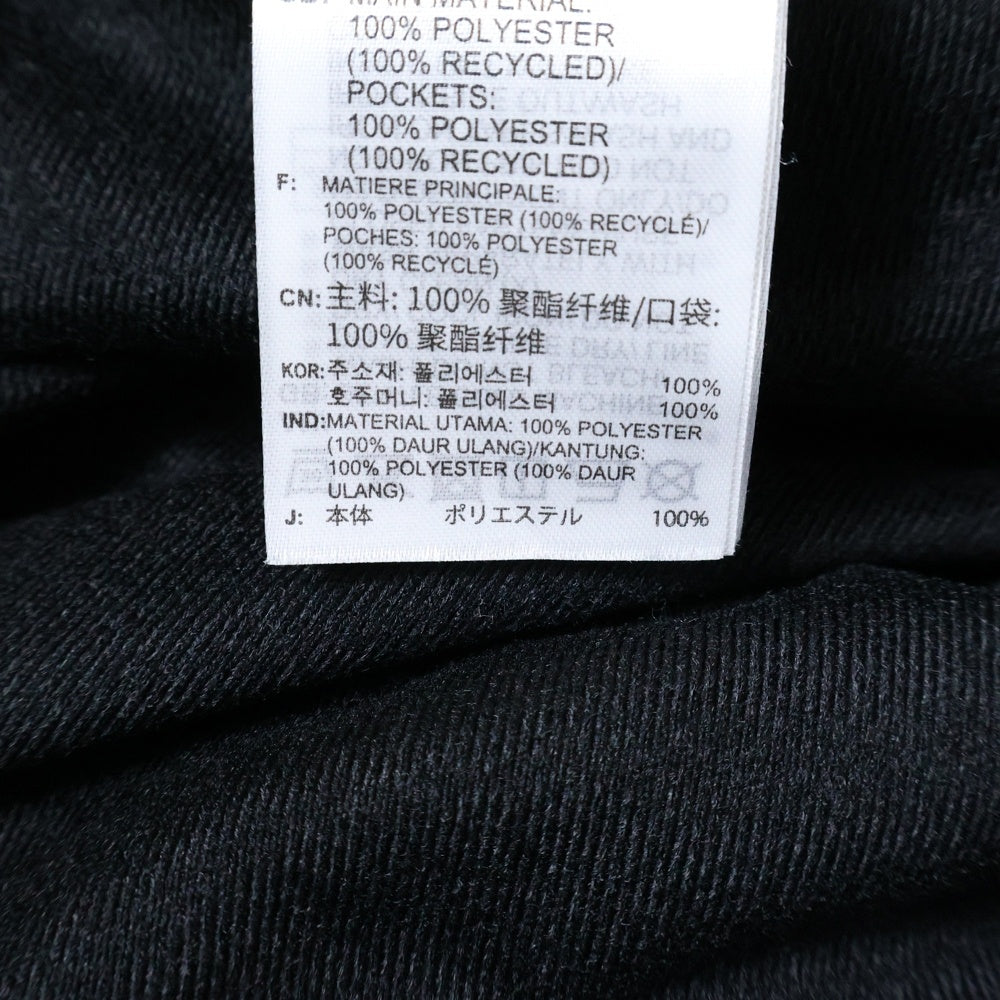 MAIN MATERIAL:
100% POLYESTER
(100% RECYCLED)/
POCKETS:
100% POLYESTER
(100% RECYCLED)
F: MATIERE PRINCIPALE:
100% POLYESTER (100% RECYCLÉ)/
POCHES: 100% POLYESTER
(100% RECYCLÉ)
CN: 主料: 100% 聚酯纤维/口袋:
100% 聚酯纤维
KOR: 주소재: 폴리에스터 100%
호주머니: 폴리에스터 100%
IND: MATERIAL UTAMA: 100% POLYESTER
(100% DAUR ULANG)/KANTUNG:
100% POLYESTER (100% DAUR
ULANG)
J: 本体 ポリエステル 100%